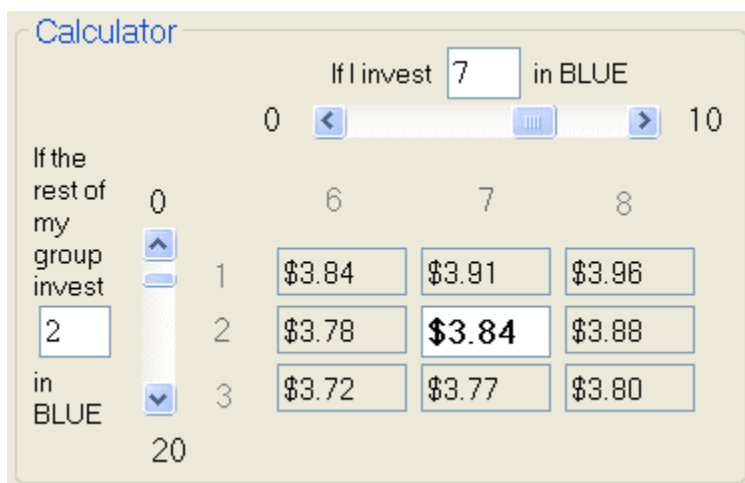 Calculator
If I invest 7 in BLUE
0 10
If the
rest of
my
group
invest
2
in
BLUE
0
20
6 7 8
1 $3.84 $3.91 $3.96
2 $3.78 $3.84 $3.88
3 $3.72 $3.77 $3.80